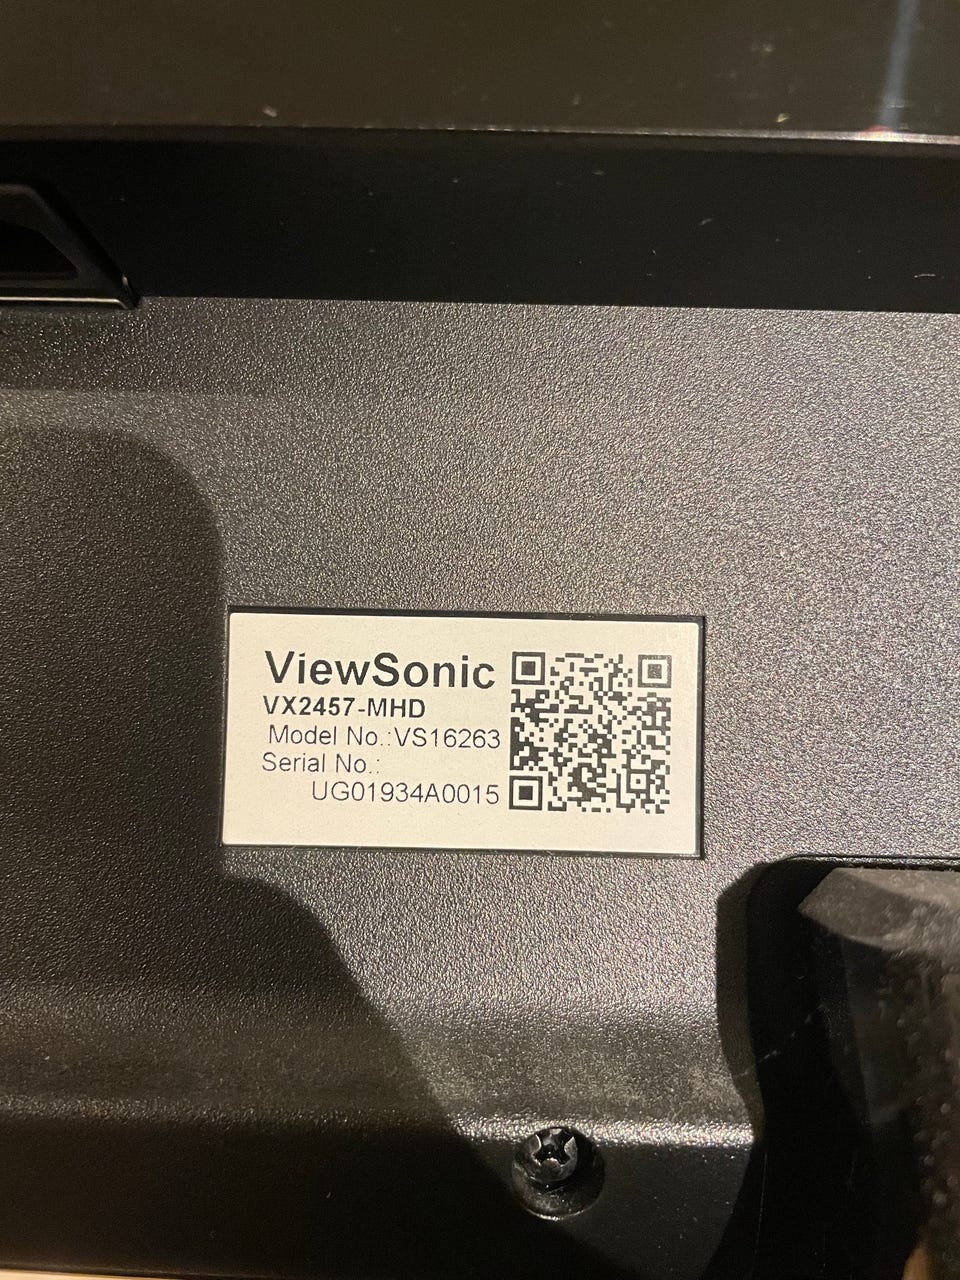 ViewSonic
VX2457-MHD
Model No.:VS16263
Serial No.:
UG01934A0015